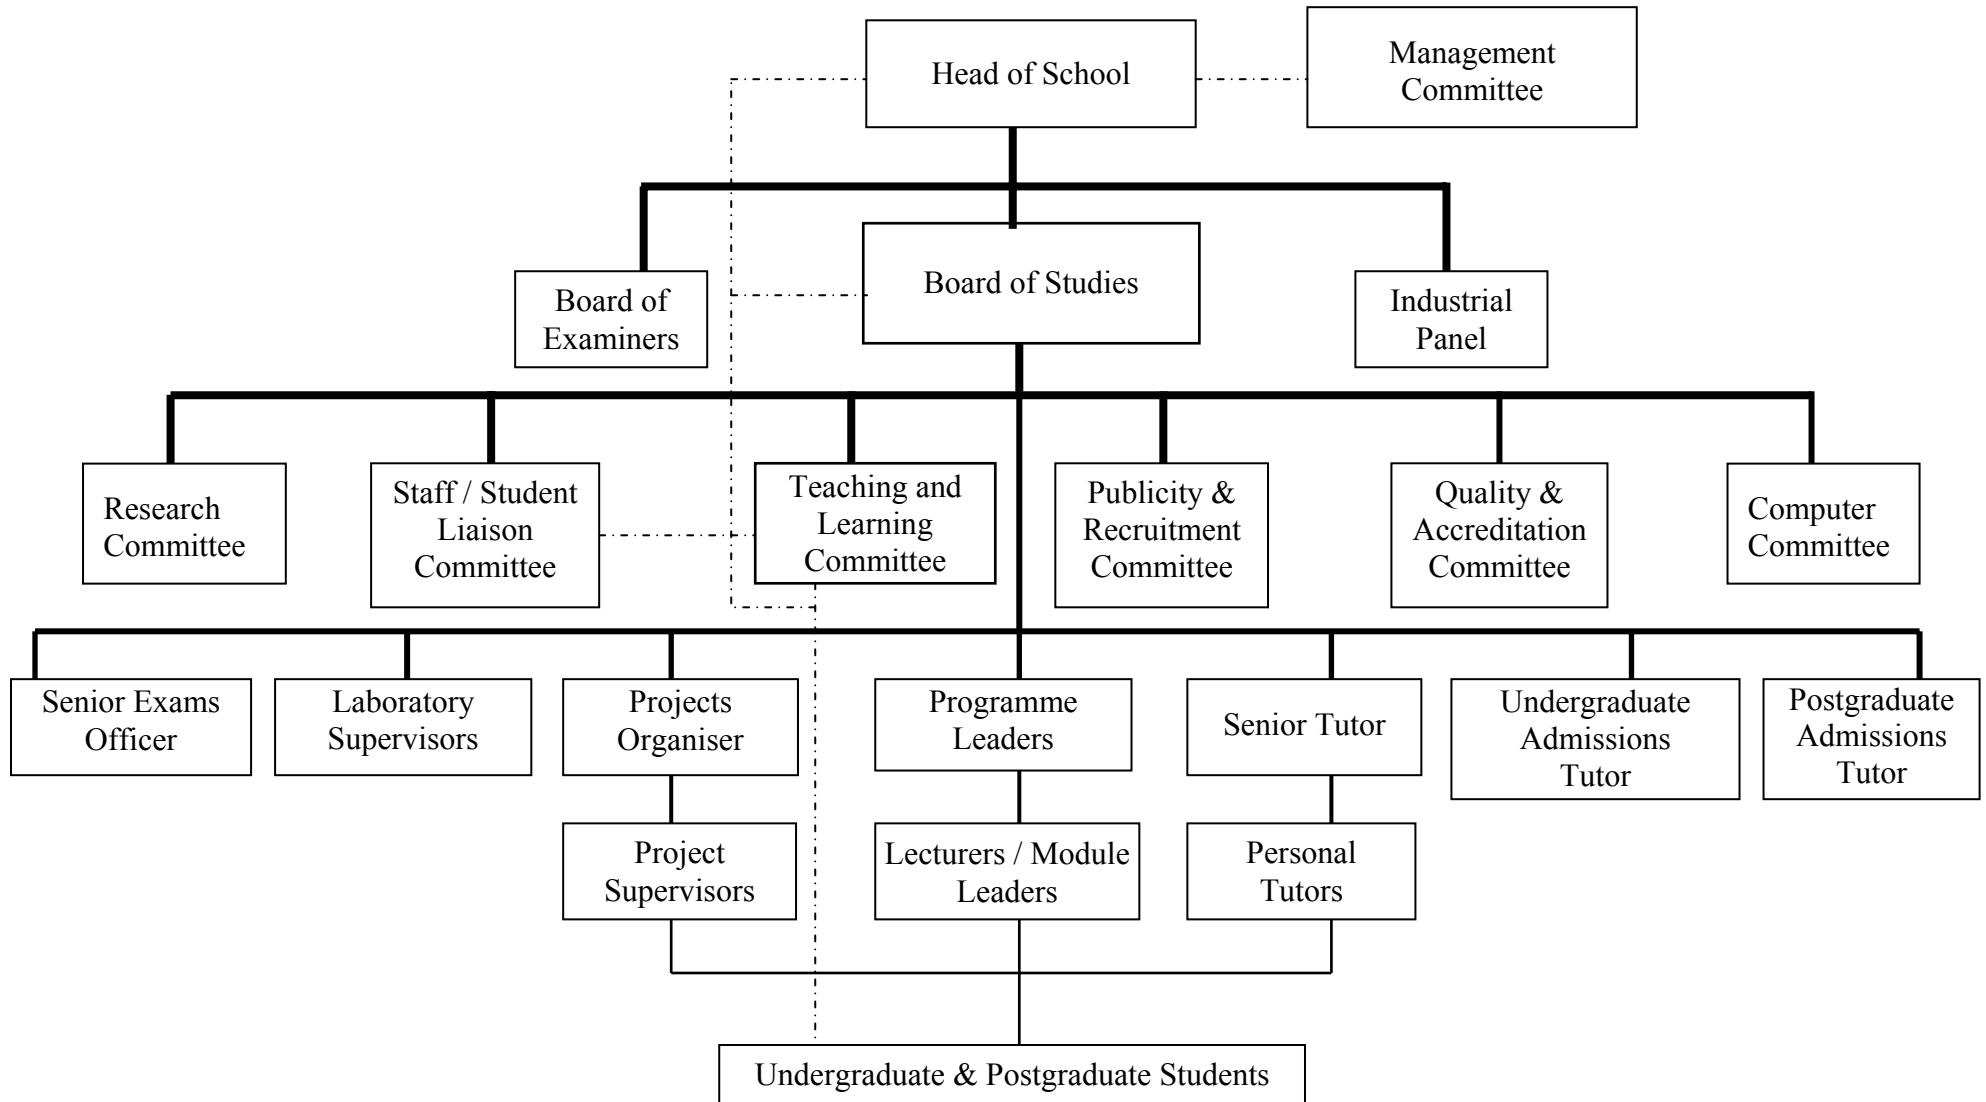 Head of School
Management
Committee
Board of Studies
Board of
Examiners
Industrial
Panel
Research
Committee
Staff / Student
Liaison
Committee
Teaching and
Learning
Committee
Publicity &
Recruitment
Committee
Quality &
Accreditation
Committee
Computer
Committee
Senior Exams
Officer
Laboratory
Supervisors
Projects
Organiser
Programme
Leaders
Senior Tutor
Undergraduate
Admissions
Tutor
Postgraduate
Admissions
Tutor
Project
Supervisors
Lecturers / Module
Leaders
Personal
Tutors
Undergraduate & Postgraduate Students